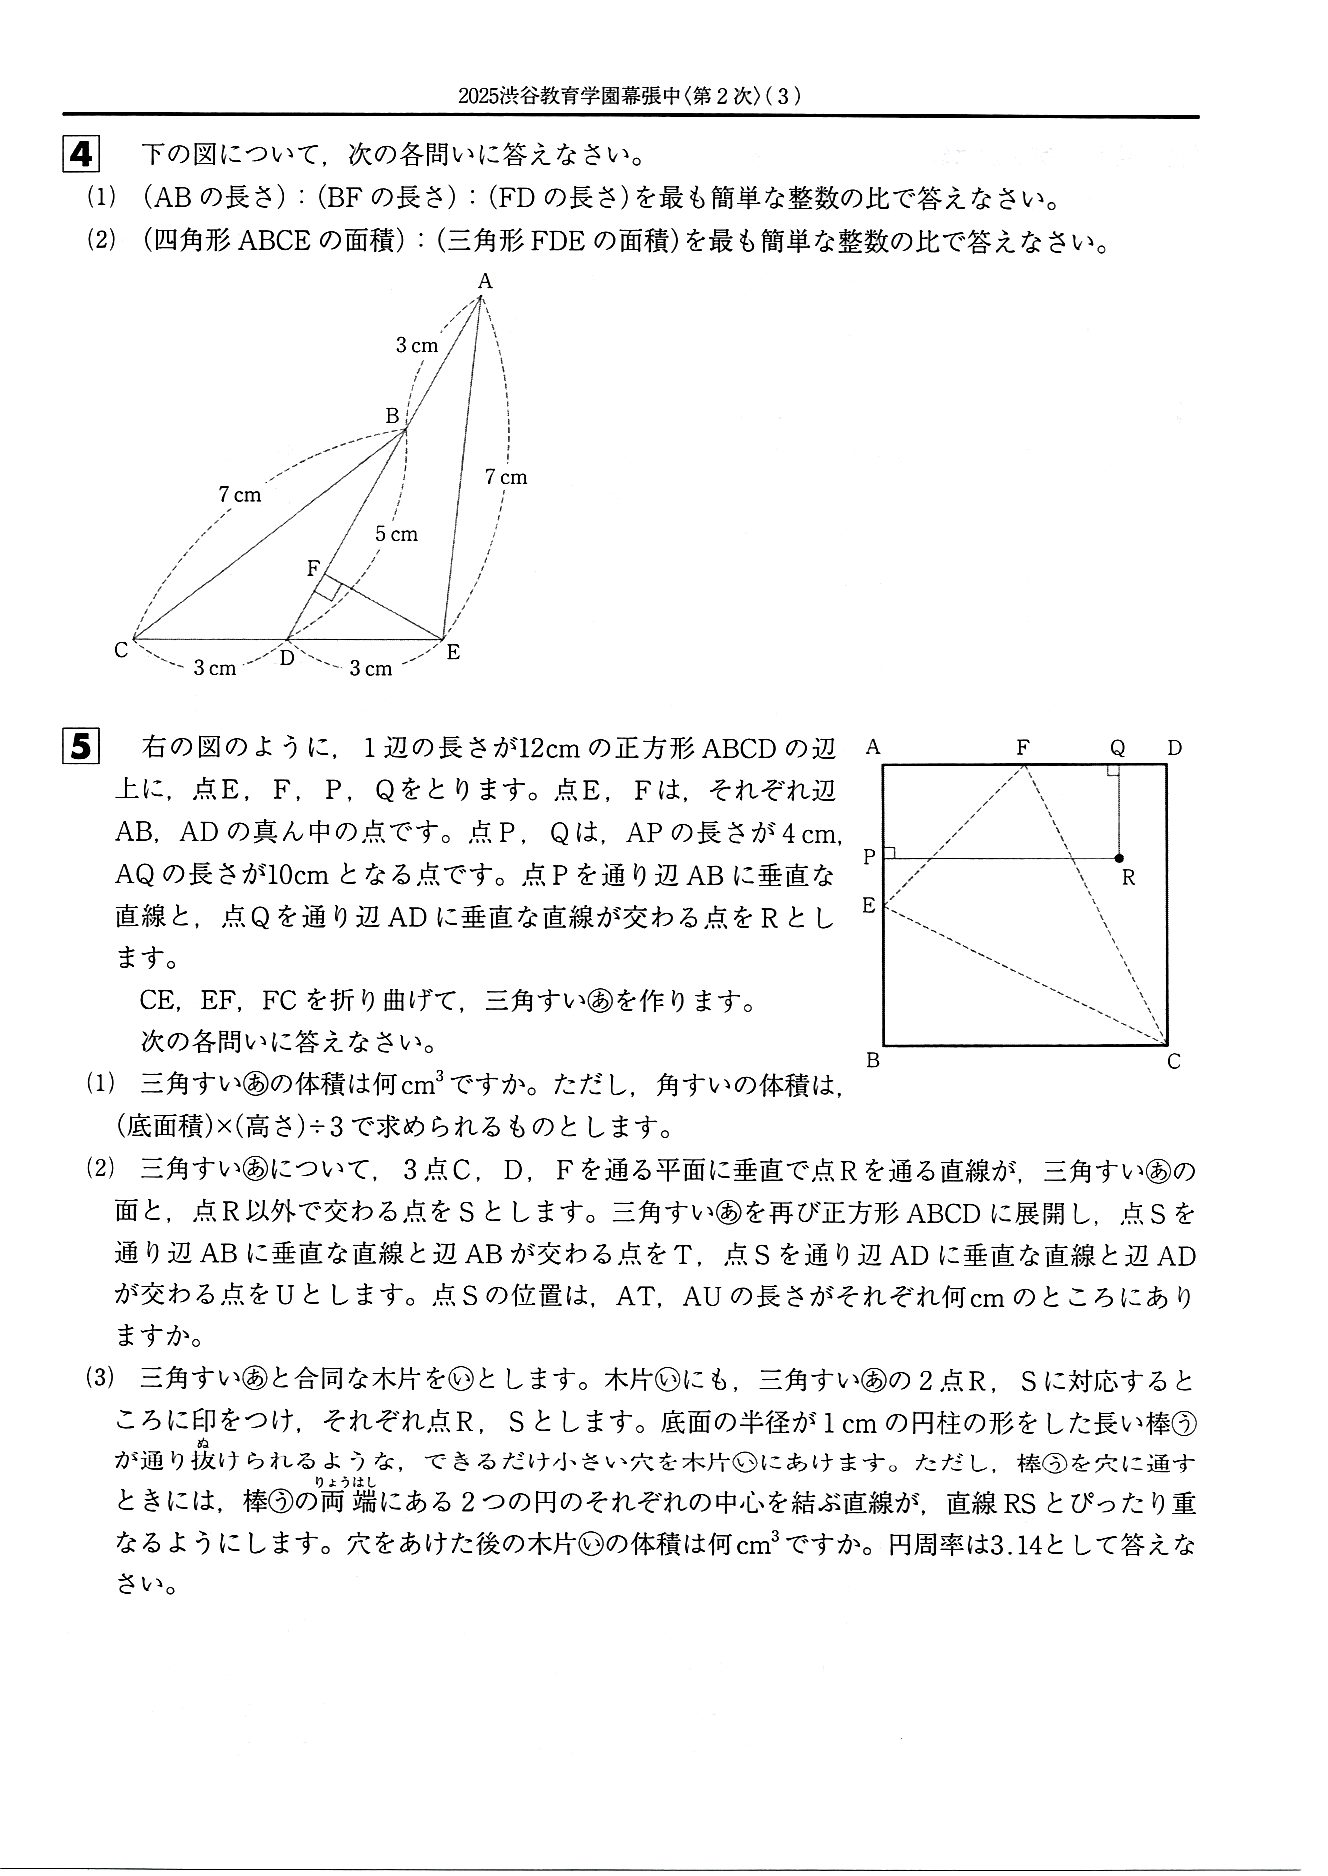 2025渋谷教育学園幕張中〈第2次〉(3)
4 下の図について，次の各問いに答えなさい。
(1) (ABの長さ)：(BFの長さ)：(FDの長さ)を最も簡単な整数の比で答えなさい。
(2) (四角形ABCEの面積)：(三角形FDEの面積)を最も簡単な整数の比で答えなさい。
A
3cm
B
7cm
7cm
5cm
F
C
D
E
3cm
3cm
5 右の図のように，1辺の長さが12cmの正方形ABCDの辺
上に，点E，F，P，Qをとります。点E，Fは，それぞれ辺
AB，ADの真ん中の点です。点P，Qは，APの長さが4cm，
AQの長さが10cmとなる点です。点Pを通り辺ABに垂直な
直線と，点Qを通り辺ADに垂直な直線が交わる点をRとし
ます。
CE，EF，FCを折り曲げて，三角すいあを作ります。
次の各問いに答えなさい。
A F Q D
P
R
E
B C
(1) 三角すいあの体積は何cm³ですか。ただし，角すいの体積は，
(底面積)×(高さ)÷3で求められるものとします。
(2) 三角すいあについて，3点C，D，Fを通る平面に垂直で点Rを通る直線が，三角すいあの
面と，点R以外で交わる点をSとします。三角すいあを再び正方形ABCDに展開し，点Sを
通り辺ABに垂直な直線と辺ABが交わる点をT，点Sを通り辺ADに垂直な直線と辺AD
が交わる点をUとします。点Sの位置は，AT，AUの長さがそれぞれ何cmのところにあり
ますか。
(3) 三角すいあと合同な木片をいとします。木片いにも，三角すいあの2点R，Sに対応すると
ころに印をつけ，それぞれ点R，Sとします。底面の半径が1cmの円柱の形をした長い棒う
が通り抜けられるような，できるだけ小さい穴を木片いにあけます。ただし，棒うを穴に通す
ときには，棒うの両端にある2つの円のそれぞれの中心を結ぶ直線が，直線RSとぴったり重
なるようにします。穴をあけた後の木片いの体積は何cm³ですか。円周率は3.14として答えな
さい。